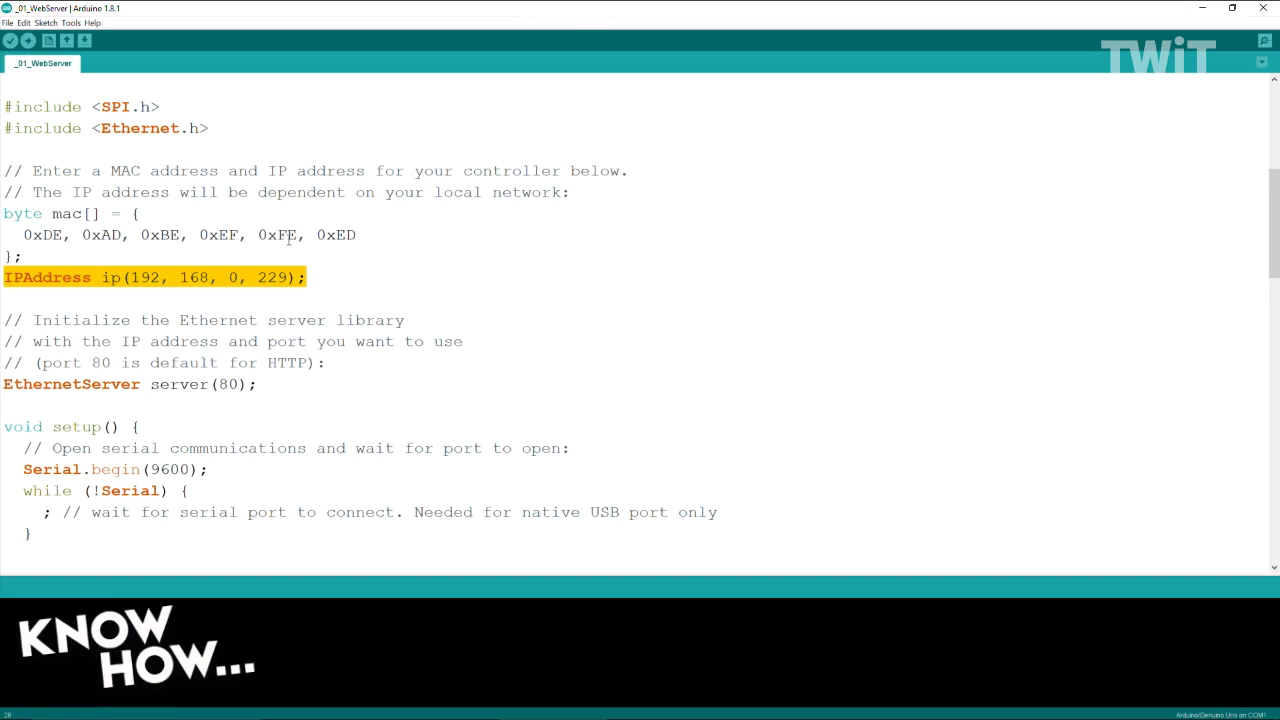 _01_WebServer | Arduino 1.8.1
File Edit Sketch Tools Help
TWiT
_01_WebServer
#include <SPI.h>
#include <Ethernet.h>
// Enter a MAC address and IP address for your controller below.
// The IP address will be dependent on your local network:
byte mac[] = {
  0xDE, 0xAD, 0xBE, 0xEF, 0xFE, 0xED
};
IPAddress ip(192, 168, 0, 229);
// Initialize the Ethernet server library
// with the IP address and port you want to use
// (port 80 is default for HTTP):
EthernetServer server(80);
void setup() {
  // Open serial communications and wait for port to open:
  Serial.begin(9600);
  while (!Serial) {
    ; // wait for serial port to connect. Needed for native USB port only
  }
KNOW
HOW...
28 Arduino/Genuino Uno on COM1